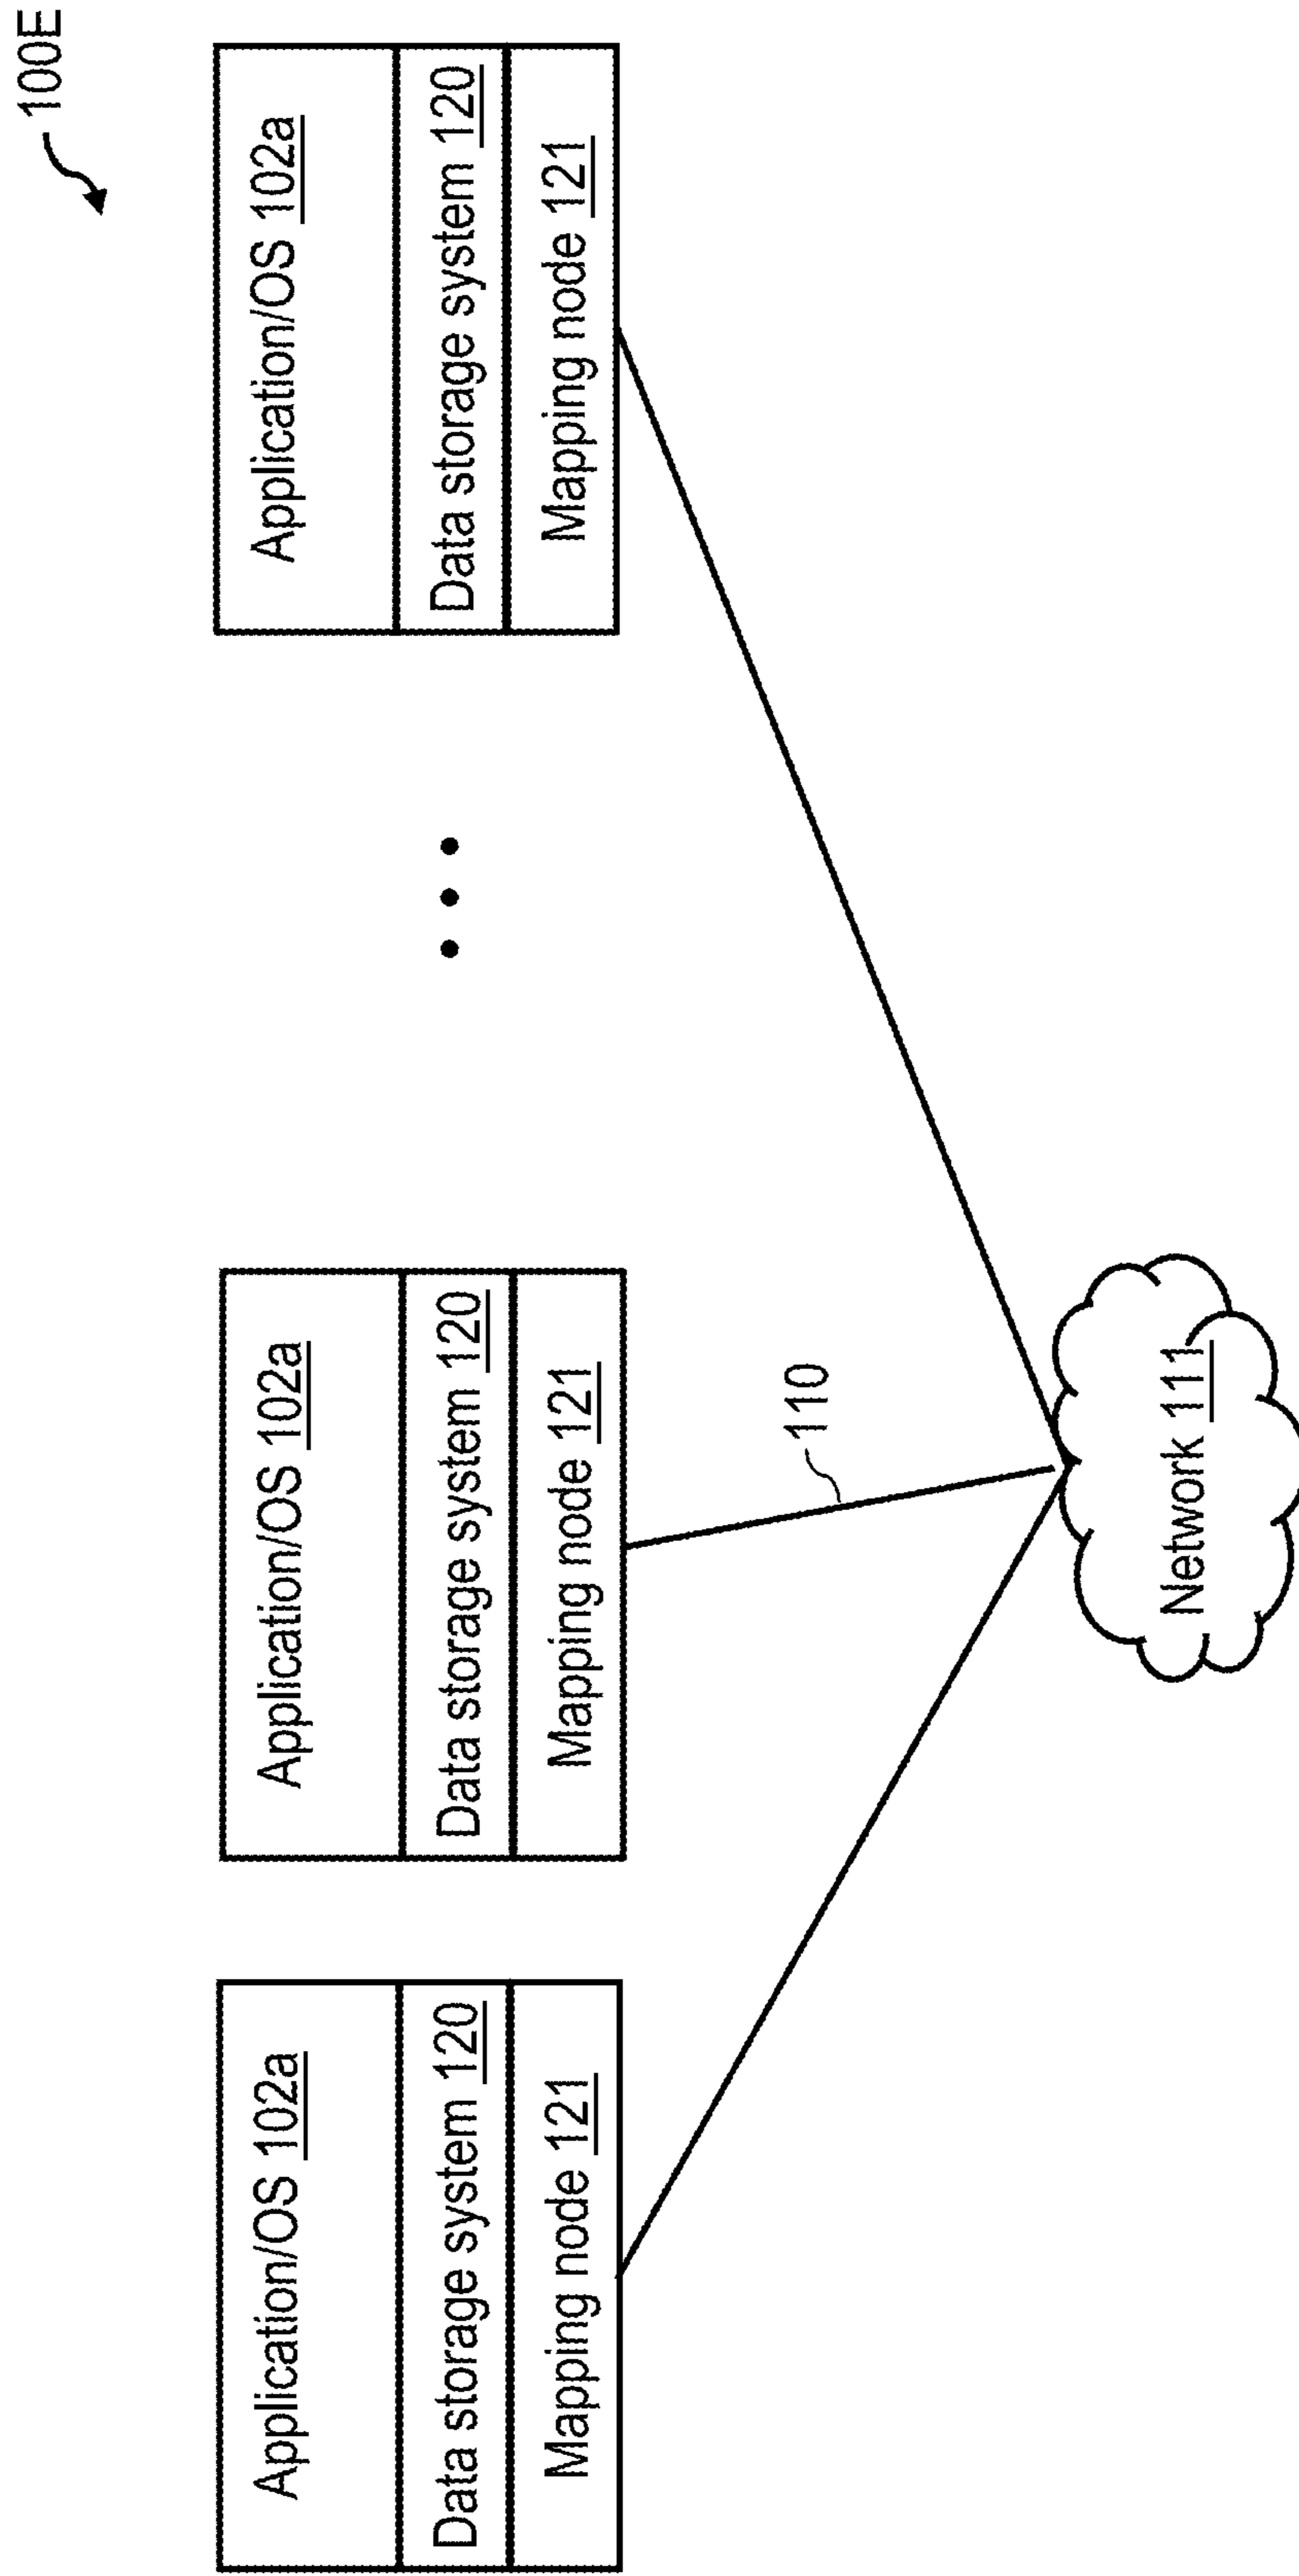 100E
Application/OS 102a
Data storage system 120
Mapping node 121
Application/OS 102a
Data storage system 120
Mapping node 121
Application/OS 102a
Data storage system 120
Mapping node 121
110
Network 111